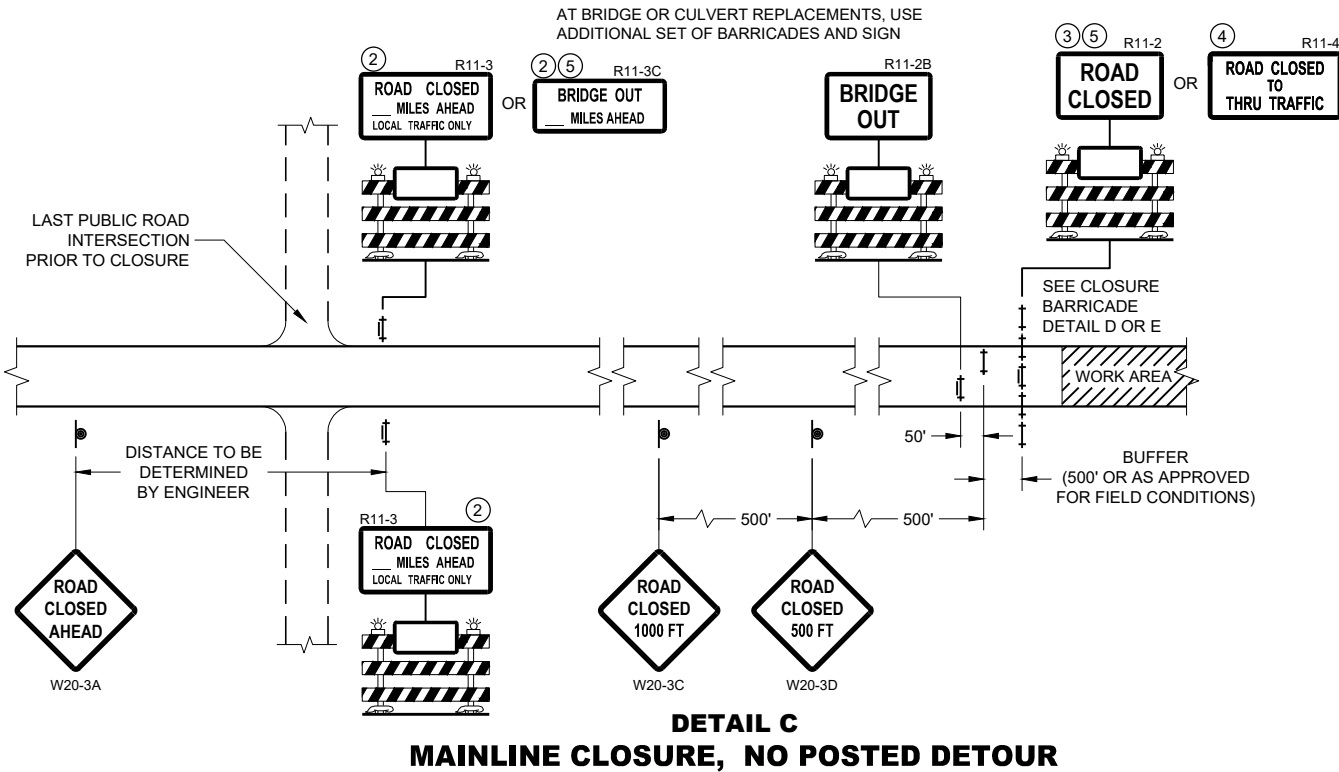 AT BRIDGE OR CULVERT REPLACEMENTS, USE
ADDITIONAL SET OF BARRICADES AND SIGN
2
R11-3
ROAD CLOSED
___ MILES AHEAD
LOCAL TRAFFIC ONLY
OR
2 5
R11-3C
BRIDGE OUT
___ MILES AHEAD
R11-2B
BRIDGE
OUT
3 5
R11-2
ROAD
CLOSED
OR
4
R11-4
ROAD CLOSED
TO
THRU TRAFFIC
LAST PUBLIC ROAD
INTERSECTION
PRIOR TO CLOSURE
SEE CLOSURE
BARRICADE
DETAIL D OR E
WORK AREA
DISTANCE TO BE
DETERMINED
BY ENGINEER
50'
BUFFER
(500' OR AS APPROVED
FOR FIELD CONDITIONS)
500'
500'
R11-3
2
ROAD CLOSED
___ MILES AHEAD
LOCAL TRAFFIC ONLY
ROAD
CLOSED
AHEAD
W20-3A
ROAD
CLOSED
1000 FT
W20-3C
ROAD
CLOSED
500 FT
W20-3D
DETAIL C
MAINLINE CLOSURE, NO POSTED DETOUR